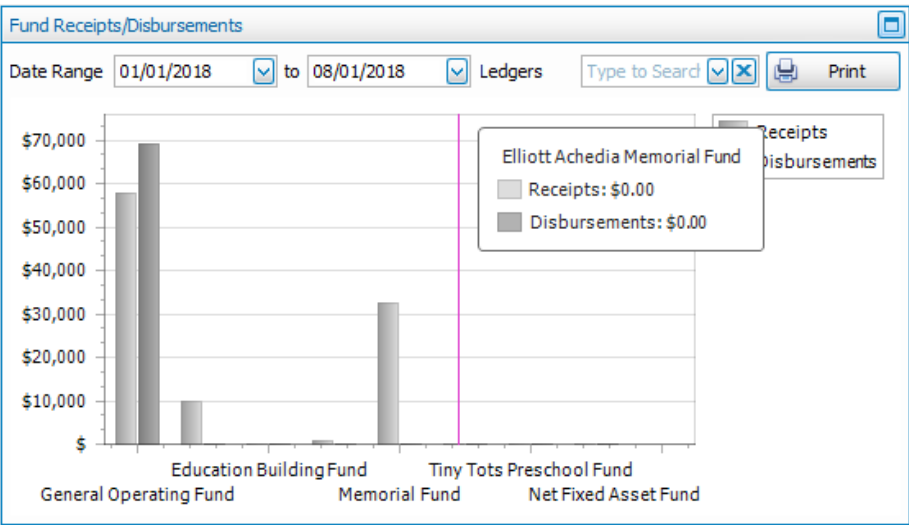 Fund Receipts/Disbursements
Date Range 01/01/2018 to 08/01/2018 Ledgers Type to Search Print
$70,000
$60,000
$50,000
$40,000
$30,000
$20,000
$10,000
$
Elliott Achedia Memorial Fund
Receipts: $0.00
Disbursements: $0.00
Receipts
Disbursements
Education Building Fund Tiny Tots Preschool Fund
General Operating Fund Memorial Fund Net Fixed Asset Fund